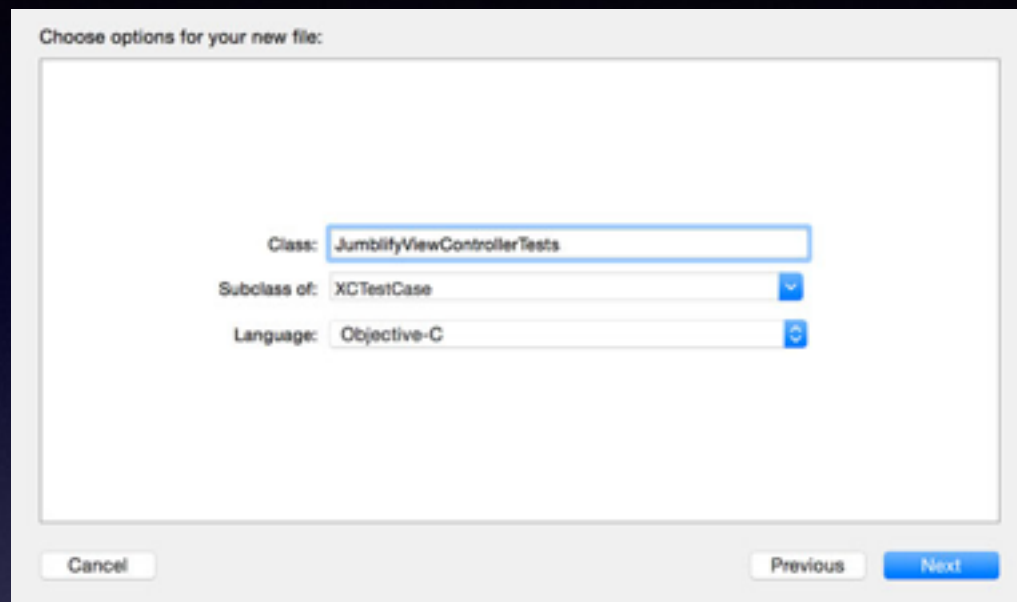 Choose options for your new file:
Class: JumblifyViewControllerTests
Subclass of: XCTestCase
Language: Objective-C
Cancel Previous Next